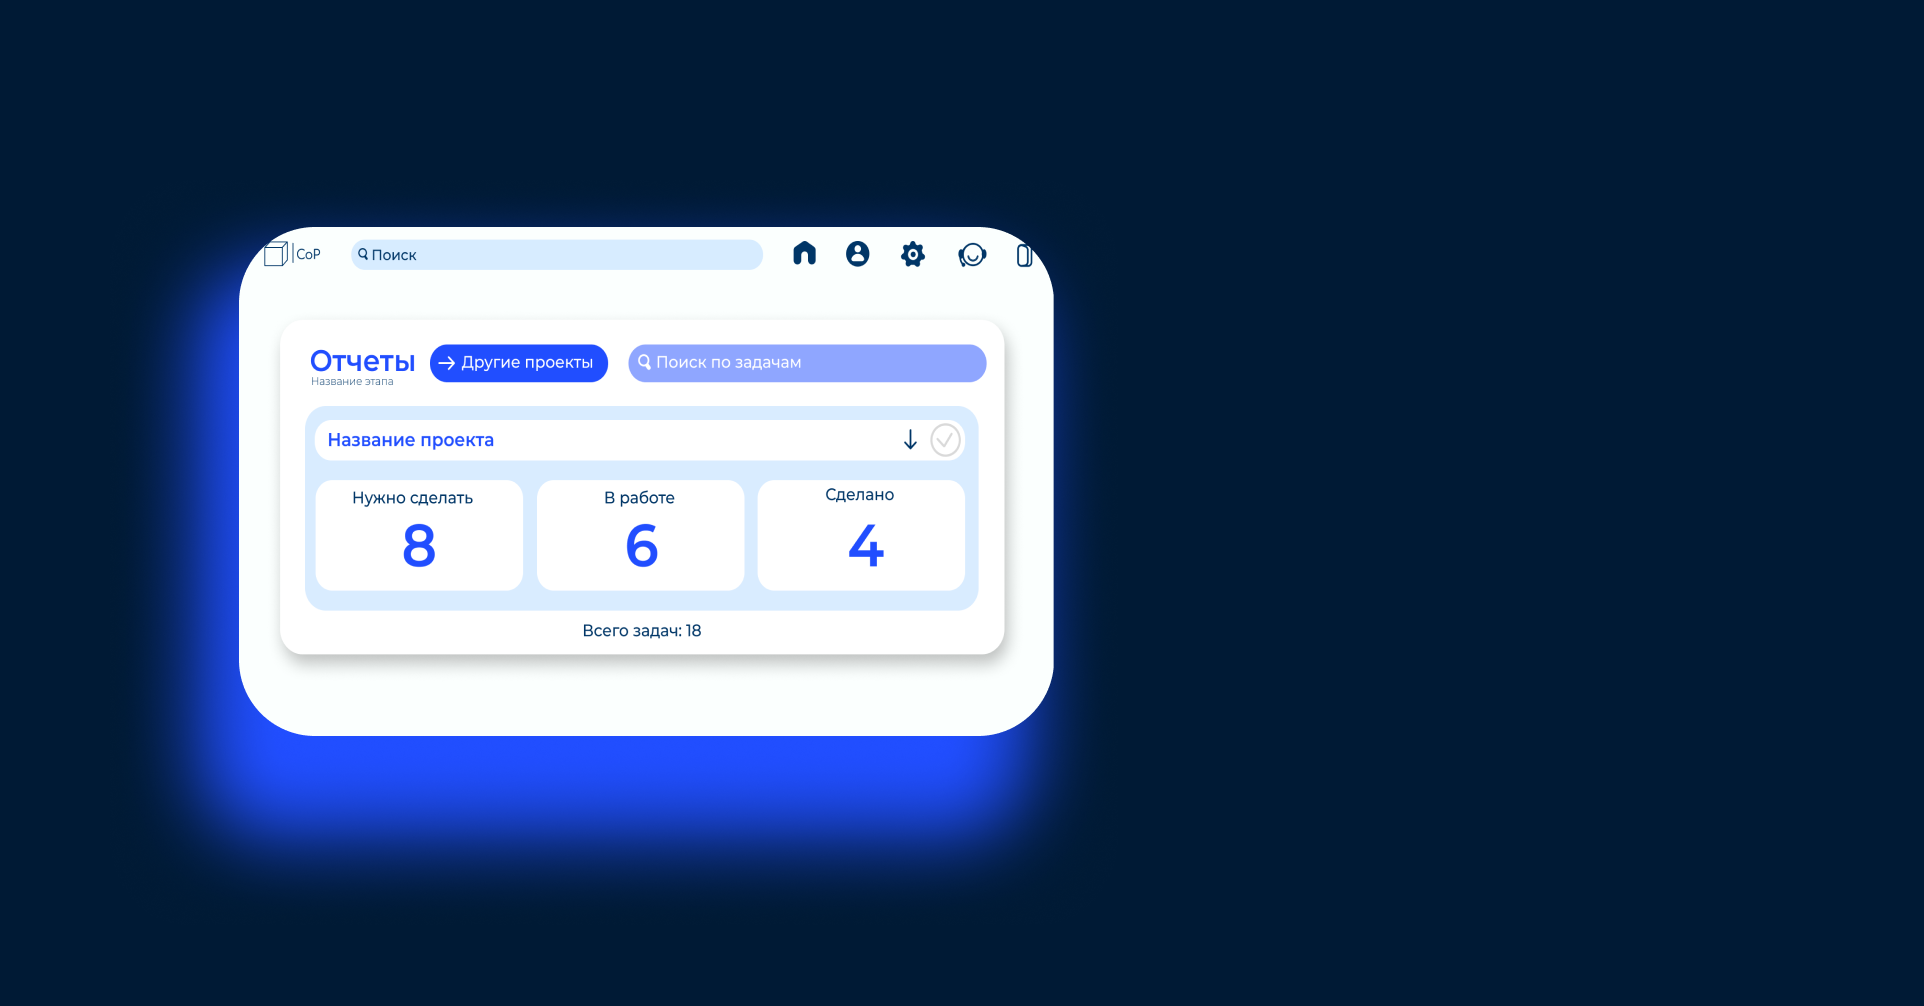 CoP
Поиск
Отчеты
Название этапа
Другие проекты
Поиск по задачам
Название проекта
Нужно сделать
8
В работе
6
Сделано
4
Всего задач: 18